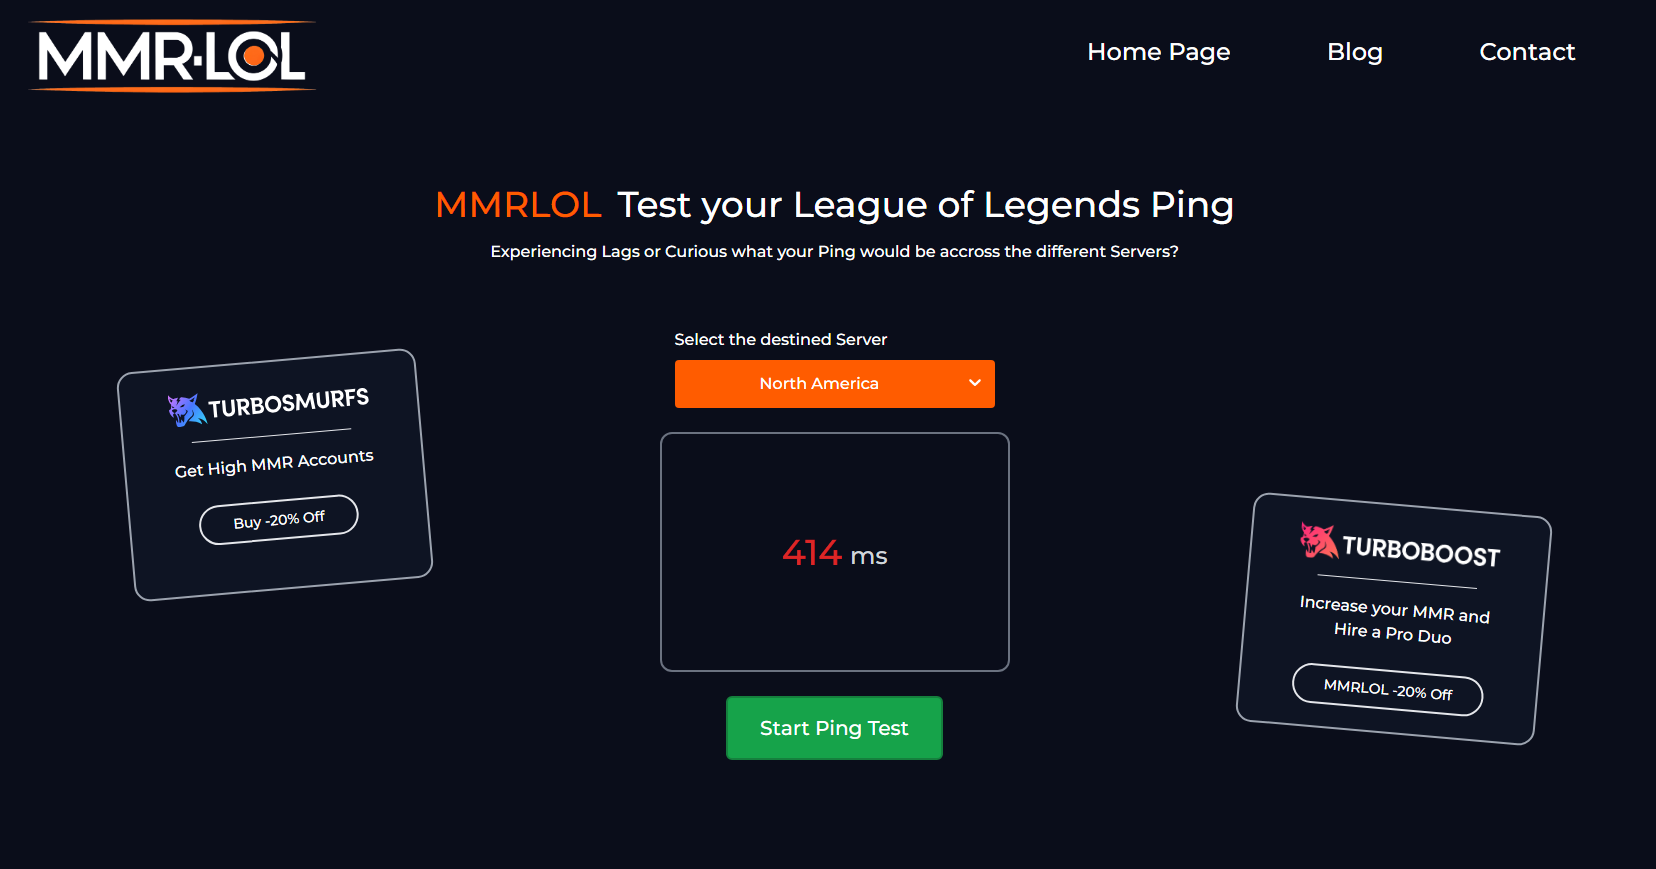 MMR·LOL
Home Page
Blog
Contact
MMRLOL Test your League of Legends Ping
Experiencing Lags or Curious what your Ping would be accross the different Servers?
Select the destined Server
North America
TURBOSMURFS
Get High MMR Accounts
Buy -20% Off
414 ms
TURBOBOOST
Increase your MMR and
Hire a Pro Duo
MMRLOL -20% Off
Start Ping Test